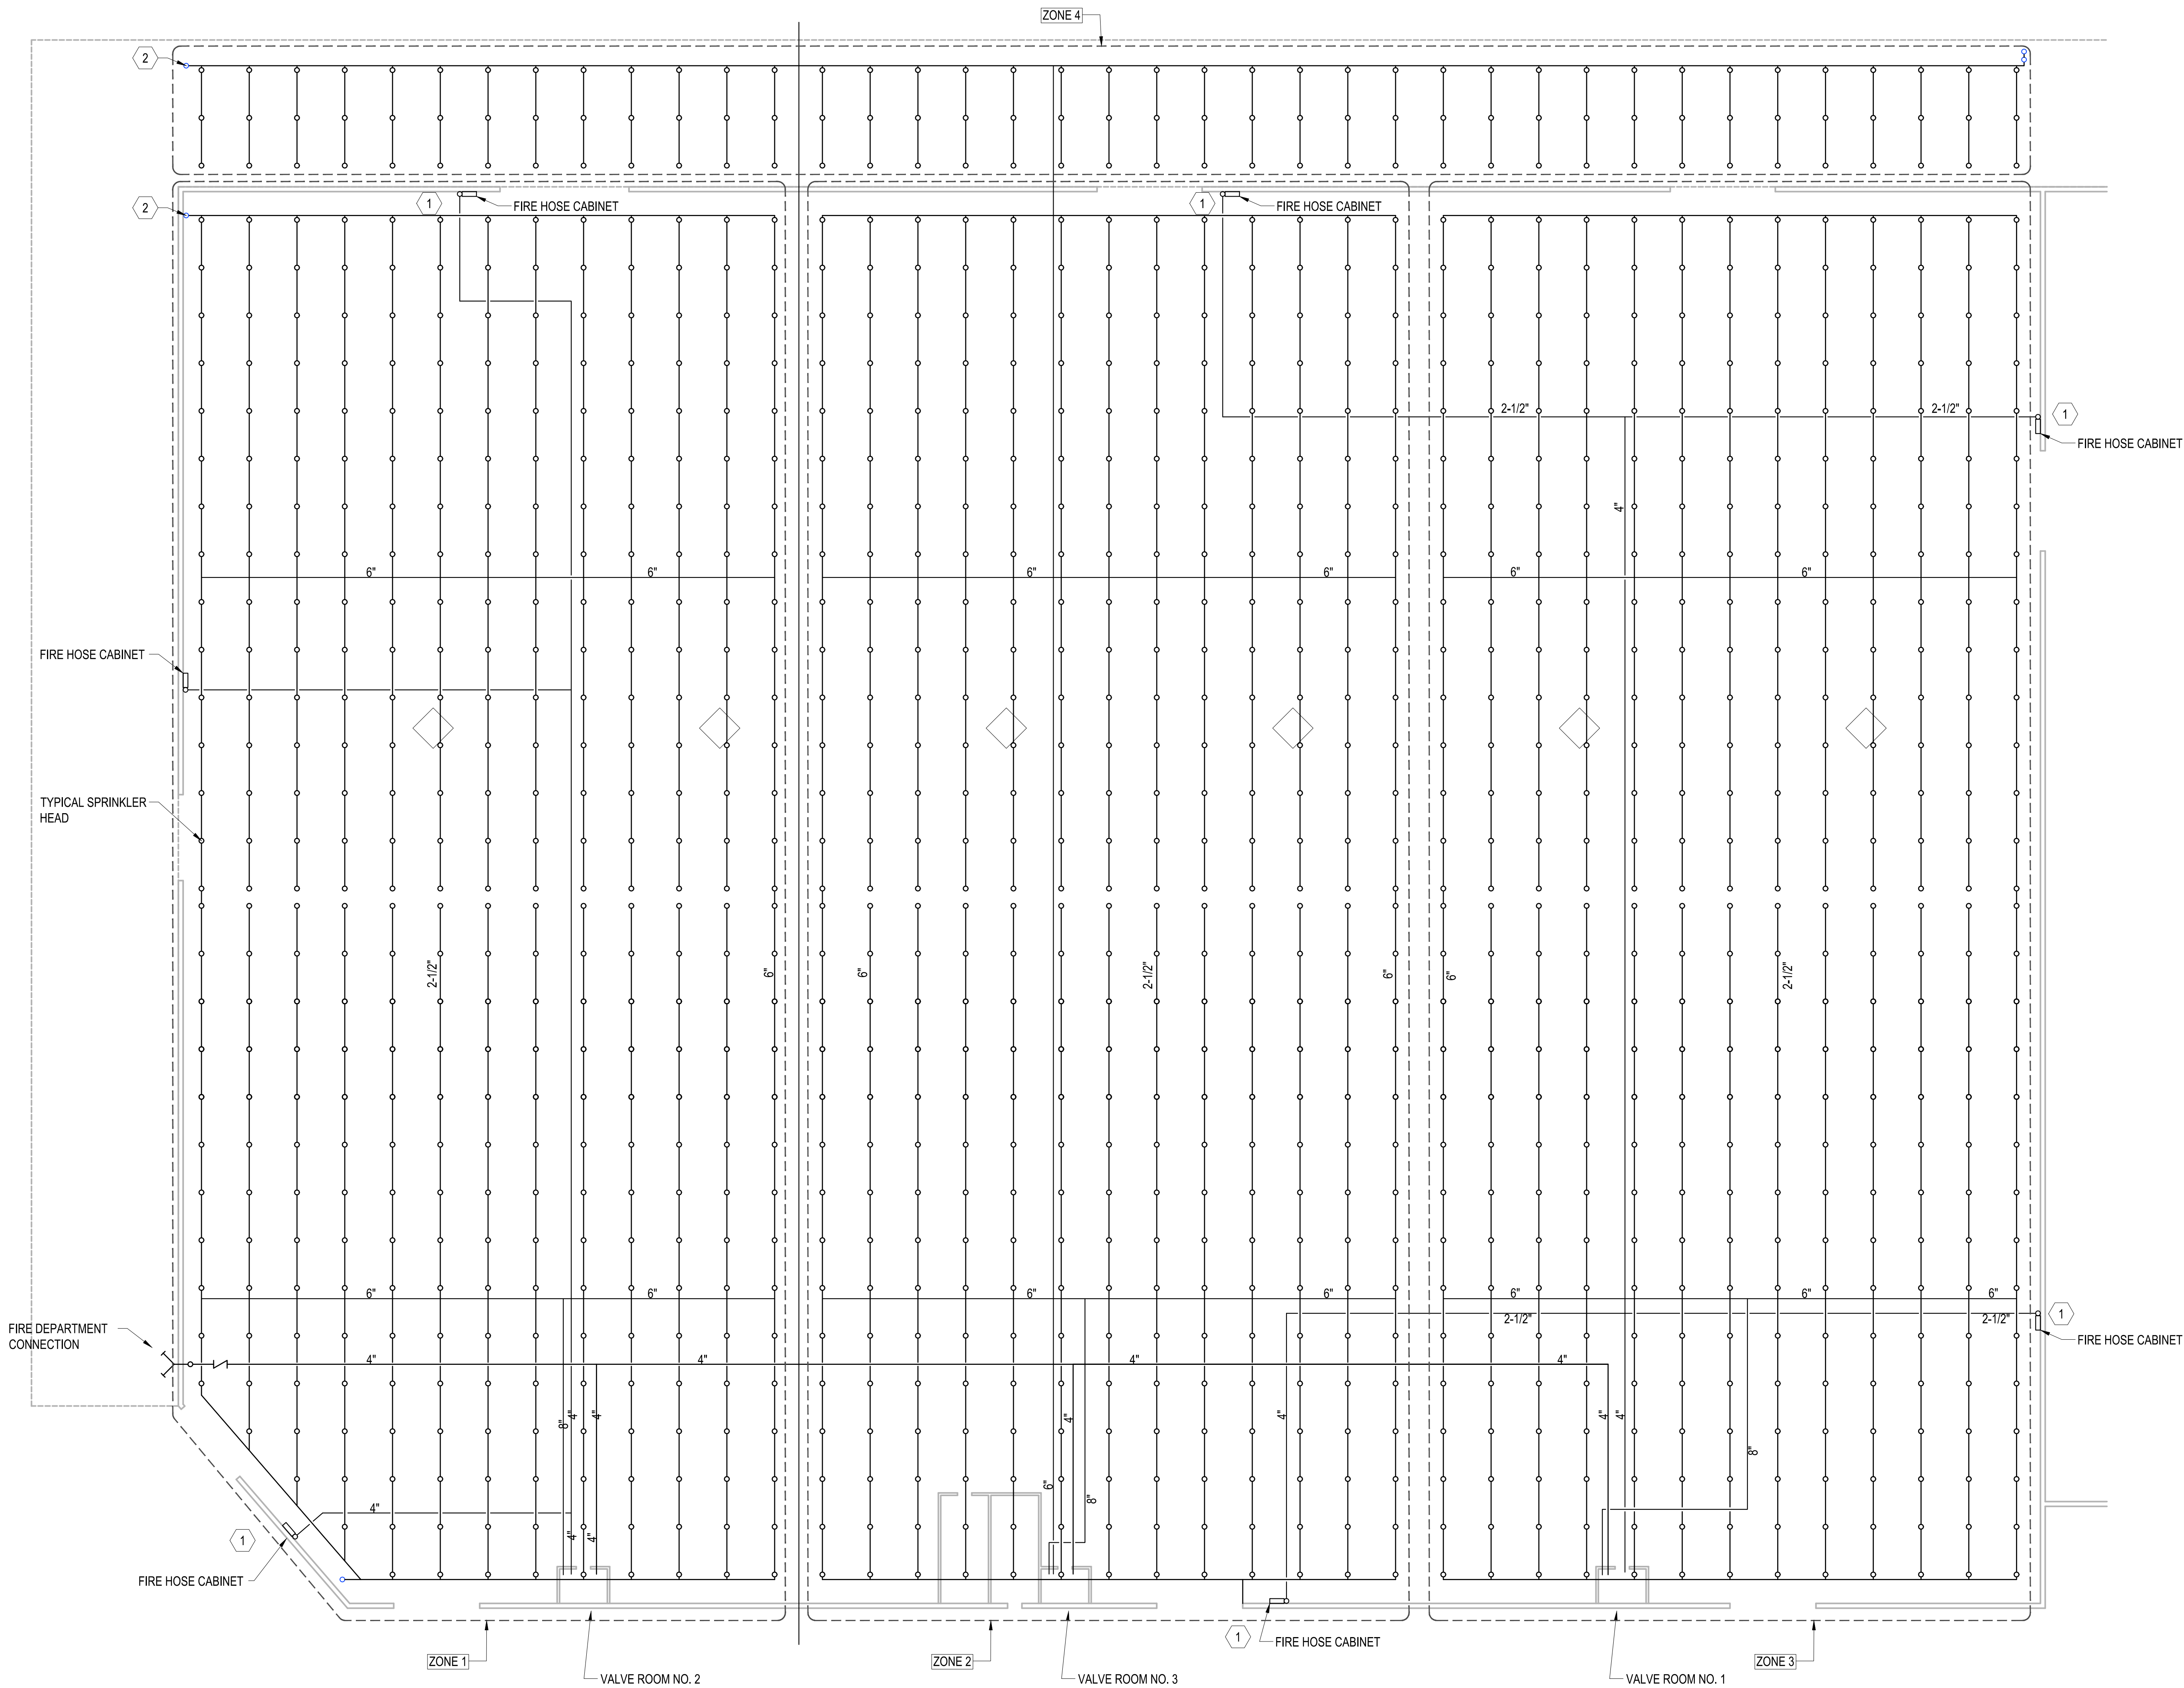 ZONE 4
2
2
1
FIRE HOSE CABINET
1
FIRE HOSE CABINET
2-1/2"
2-1/2"
1
FIRE HOSE CABINET
4"
6"
6"
6"
6"
6"
6"
FIRE HOSE CABINET
TYPICAL SPRINKLER
HEAD
2-1/2"
6"
6"
2-1/2"
6"
6"
2-1/2"
6"
6"
6"
6"
6"
6"
6"
2-1/2"
2-1/2"
1
FIRE HOSE CABINET
FIRE DEPARTMENT
CONNECTION
4"
4"
4"
4"
8"
4"
4"
4"
4"
4"
4"
8"
6"
8"
4"
4"
4"
1
FIRE HOSE CABINET
1
FIRE HOSE CABINET
ZONE 1
ZONE 2
ZONE 3
VALVE ROOM NO. 2
VALVE ROOM NO. 3
VALVE ROOM NO. 1